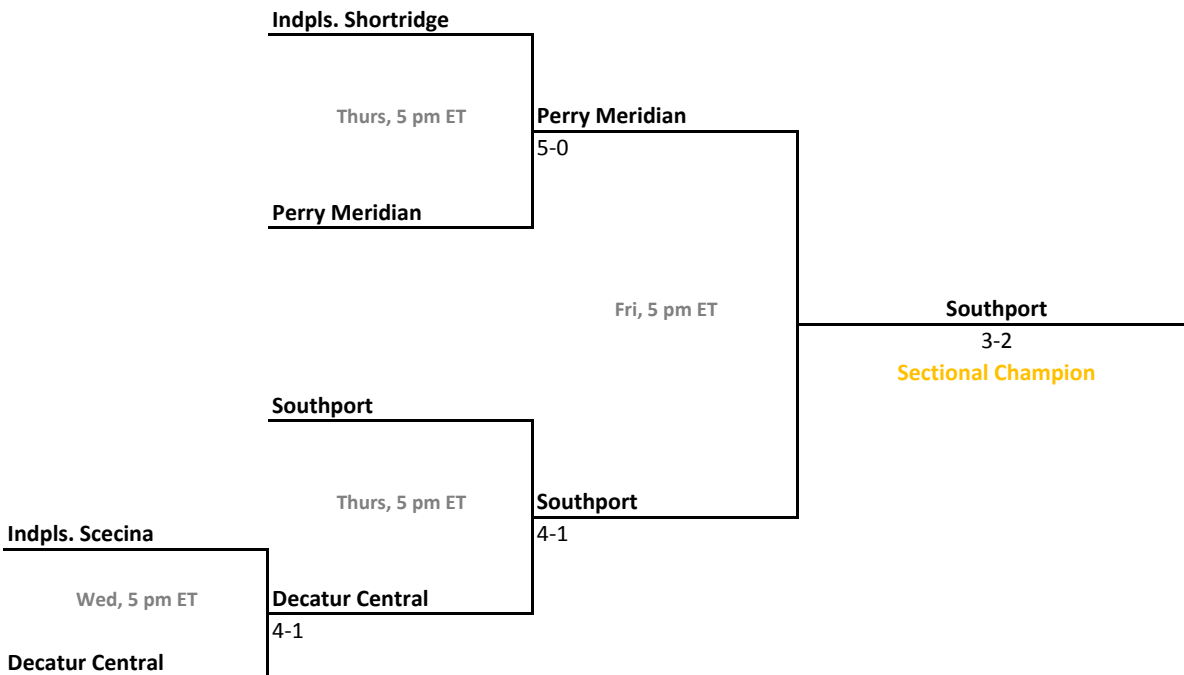 Indpls. Shortridge
Thurs, 5 pm ET
Perry Meridian
5-0
Perry Meridian
Fri, 5 pm ET
Southport
3-2
Sectional Champion
Southport
Thurs, 5 pm ET
Southport
4-1
Indpls. Scecina
Wed, 5 pm ET
Decatur Central
4-1
Decatur Central